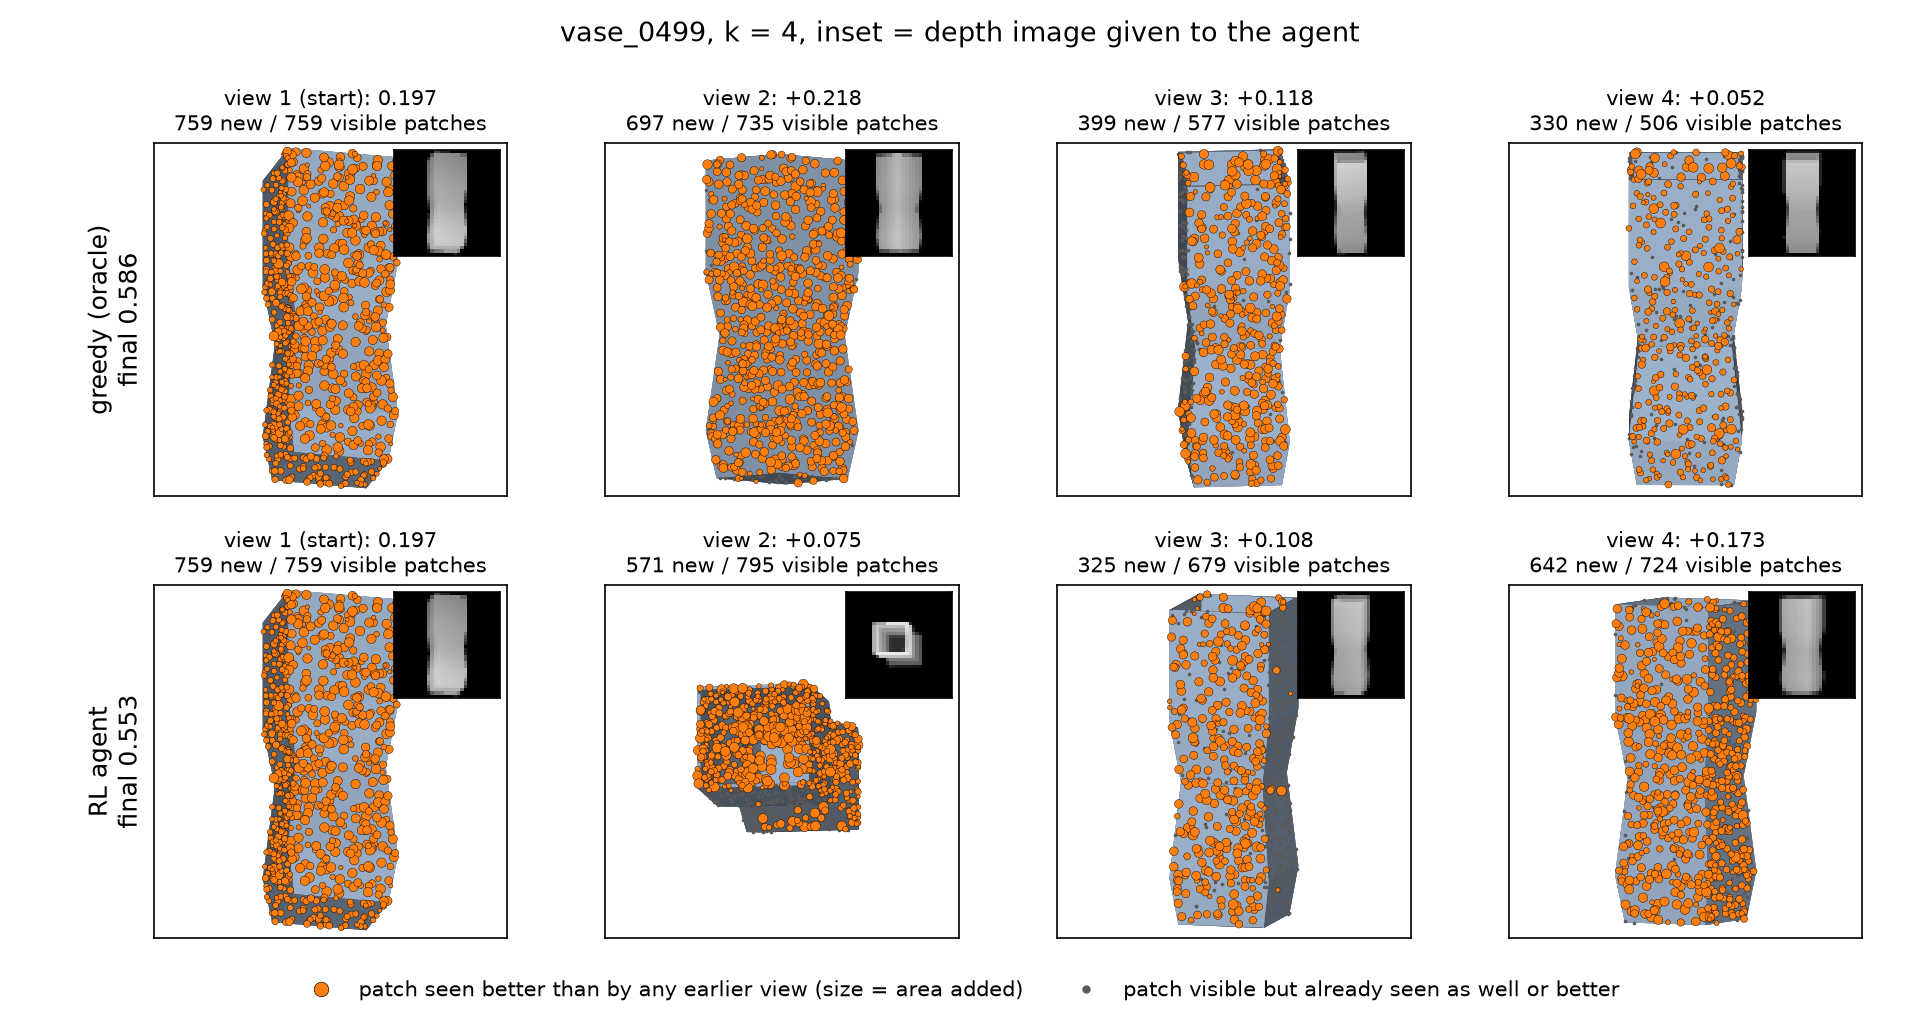 vase_0499, k = 4, inset = depth image given to the agent
view 1 (start): 0.197
759 new / 759 visible patches
view 2: +0.218
697 new / 735 visible patches
view 3: +0.118
399 new / 577 visible patches
view 4: +0.052
330 new / 506 visible patches
greedy (oracle)
final 0.586
view 1 (start): 0.197
759 new / 759 visible patches
view 2: +0.075
571 new / 795 visible patches
view 3: +0.108
325 new / 679 visible patches
view 4: +0.173
642 new / 724 visible patches
RL agent
final 0.553
patch seen better than by any earlier view (size = area added)
patch visible but already seen as well or better